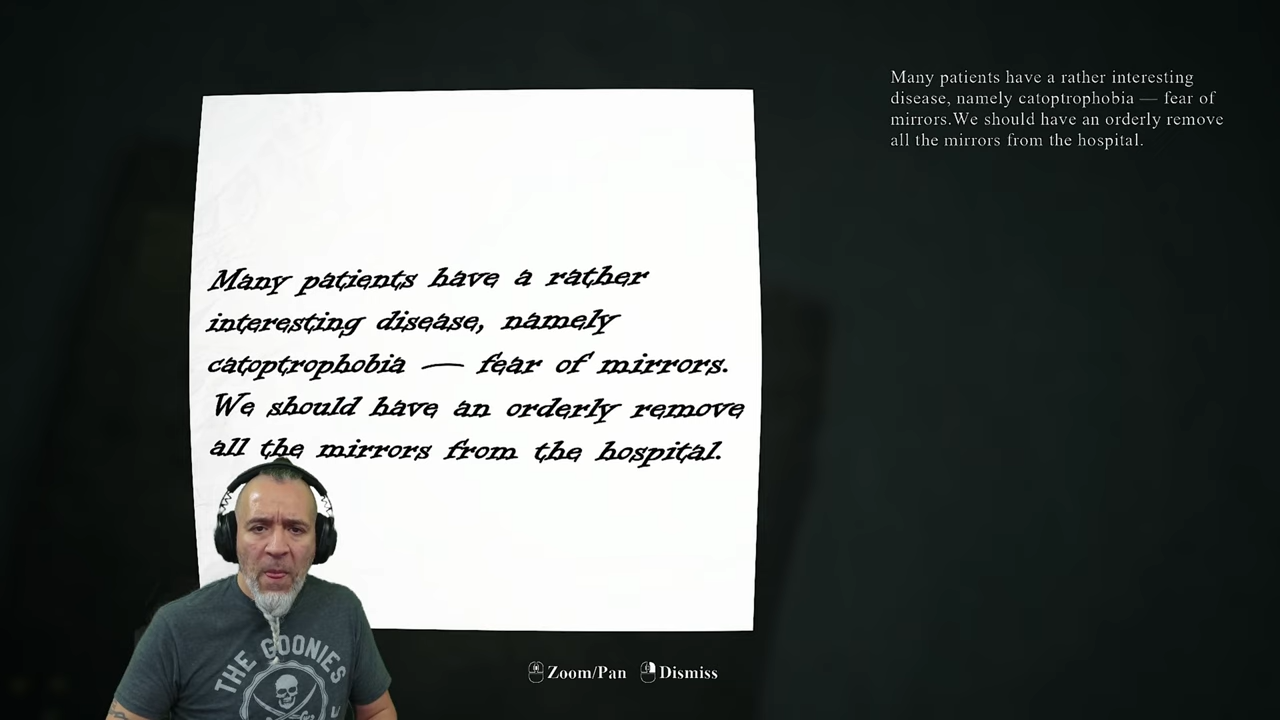 Many patients have a rather
interesting disease, namely
catoptrophobia — fear of mirrors.
We should have an orderly remove
all the mirrors from the hospital.
Many patients have a rather interesting
disease, namely catoptrophobia — fear of
mirrors.We should have an orderly remove
all the mirrors from the hospital.
THE GOONIES
Zoom/Pan Dismiss